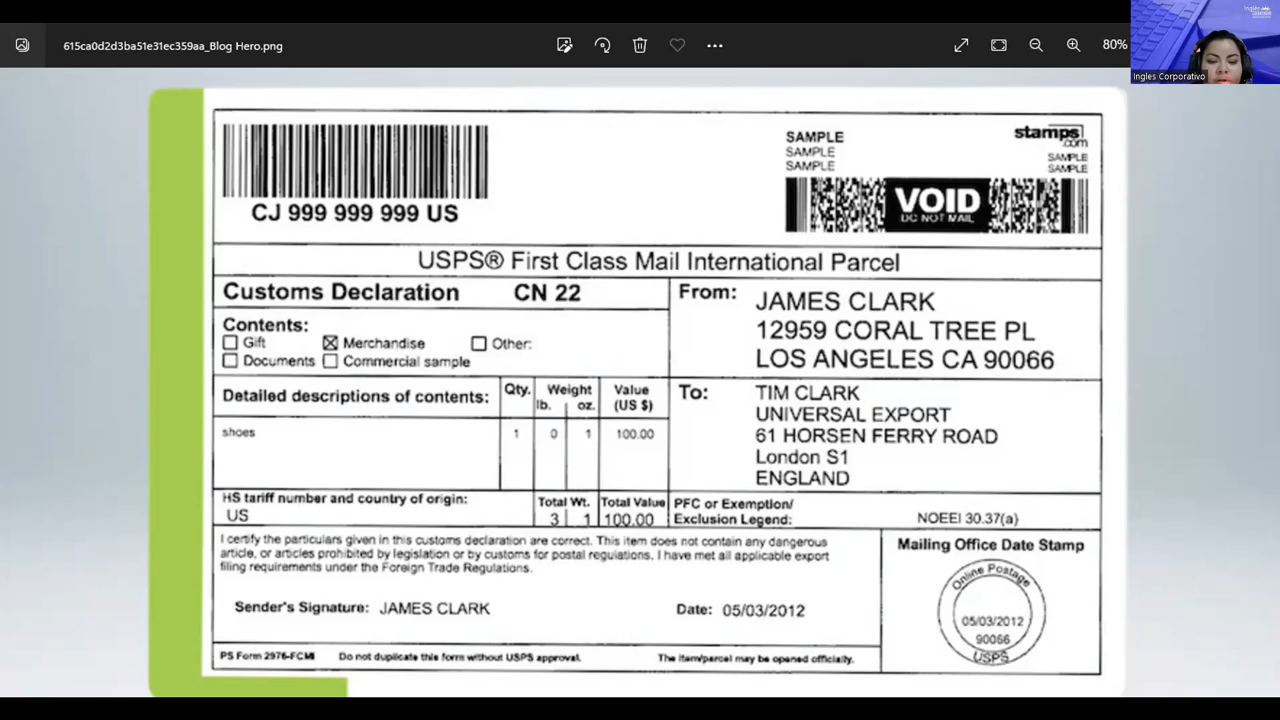 615ca0d2d3ba51e31ec359aa_Blog Hero.png
80%
Ingles Corporativo
SAMPLE
SAMPLE
SAMPLE
stamps
.com
SAMPLE
SAMPLE
VOID
DO NOT MAIL
CJ 999 999 999 US
USPS® First Class Mail International Parcel
Customs Declaration CN 22
Contents:
Gift Merchandise Other:
Documents Commercial sample
From: JAMES CLARK
12959 CORAL TREE PL
LOS ANGELES CA 90066
Detailed descriptions of contents: Qty. Weight lb. oz. Value (US $)
shoes 1 0 1 100.00
To: TIM CLARK
UNIVERSAL EXPORT
61 HORSEN FERRY ROAD
London S1
ENGLAND
HS tariff number and country of origin:
US
Total Wt. Total Value
3 1 100.00
PFC or Exemption/
Exclusion Legend: NOEEI 30.37(a)
I certify the particulars given in this customs declaration are correct. This item does not contain any dangerous
article, or articles prohibited by legislation or by customs for postal regulations. I have met all applicable export
filing requirements under the Foreign Trade Regulations.
Sender's Signature: JAMES CLARK Date: 05/03/2012
Mailing Office Date Stamp
Online Postage
05/03/2012
90066
USPS
PS Form 2976-FCMI Do not duplicate this form without USPS approval. The item/parcel may be opened officially.